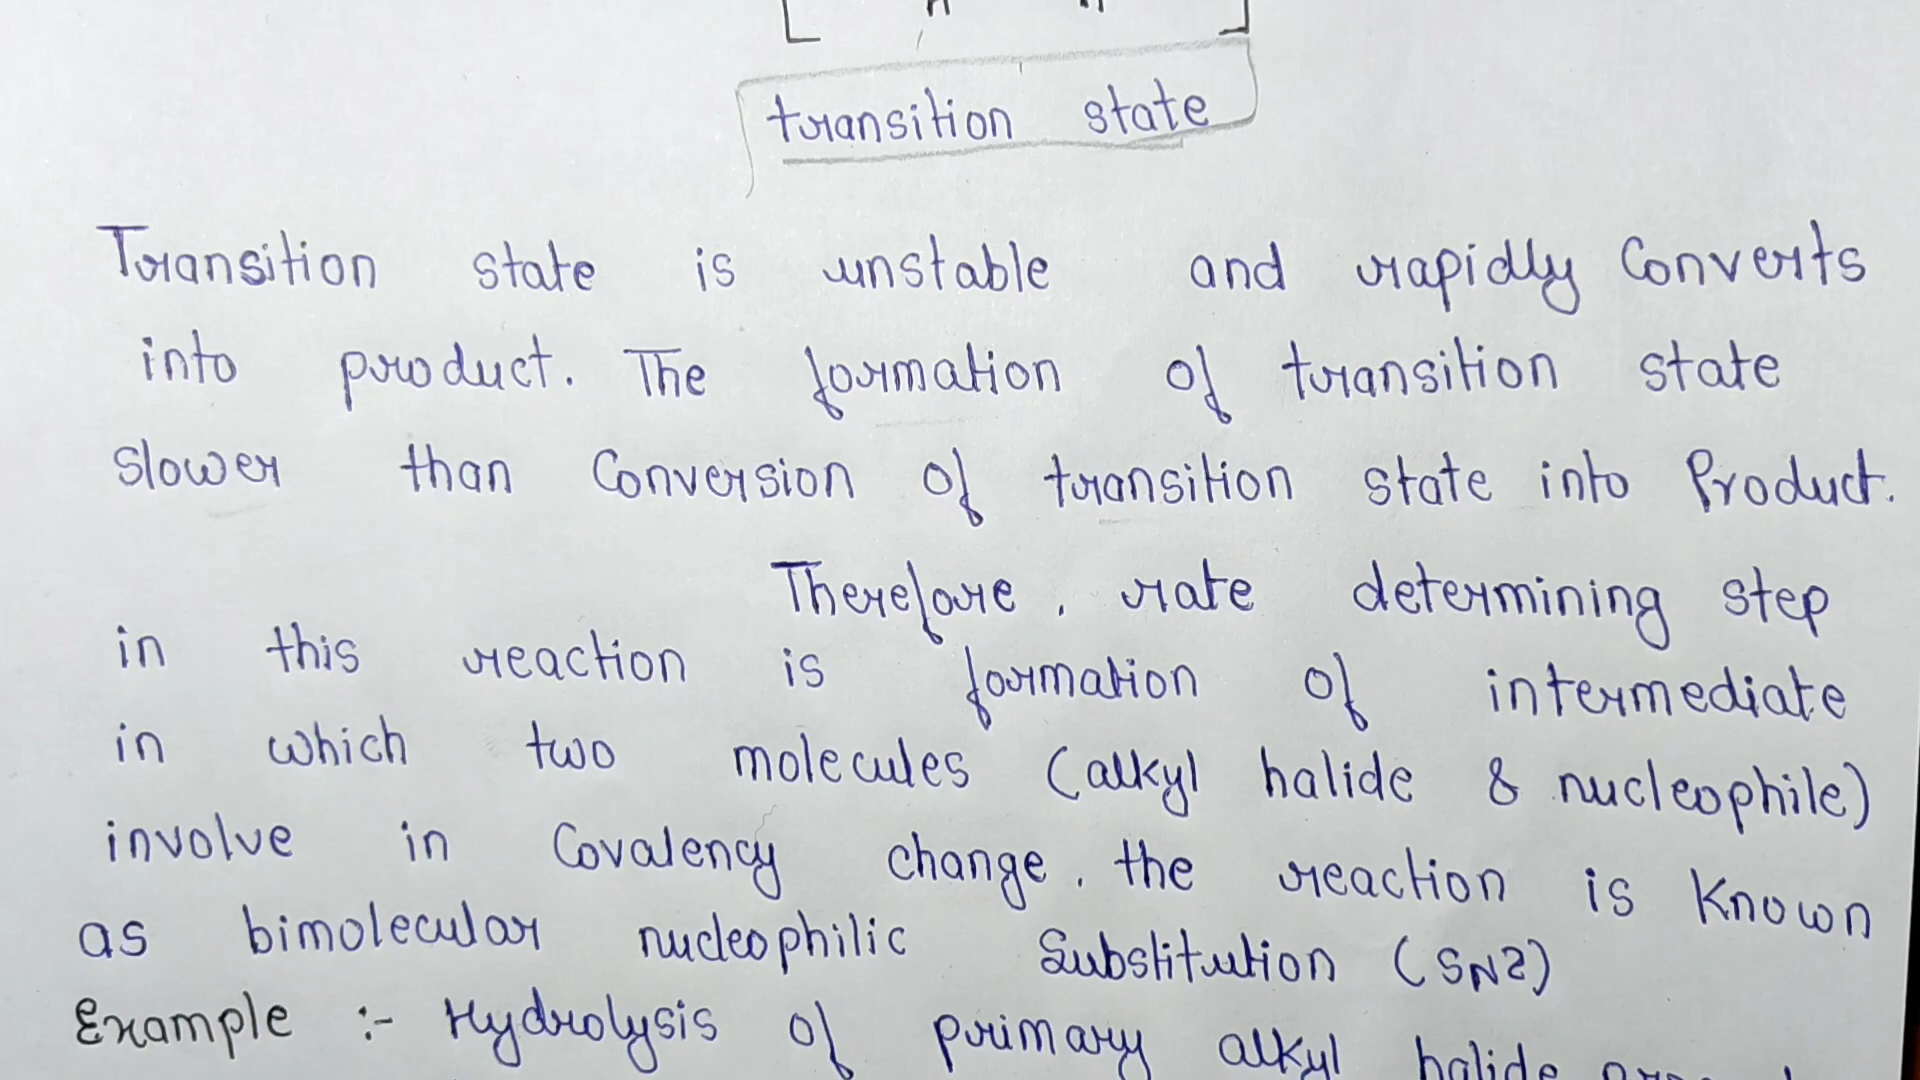 transition state
Transition state is unstable and rapidly converts
into product. The formation of transition state
slower than conversion of transition state into Product.
Therefore, rate determining step
in this reaction is formation of intermediate
in which two molecules (alkyl halide & nucleophile)
involve in covalency change. the reaction is known
as bimolecular nucleophilic Substitution (SN2)
Example :- Hydrolysis of primary alkyl halide